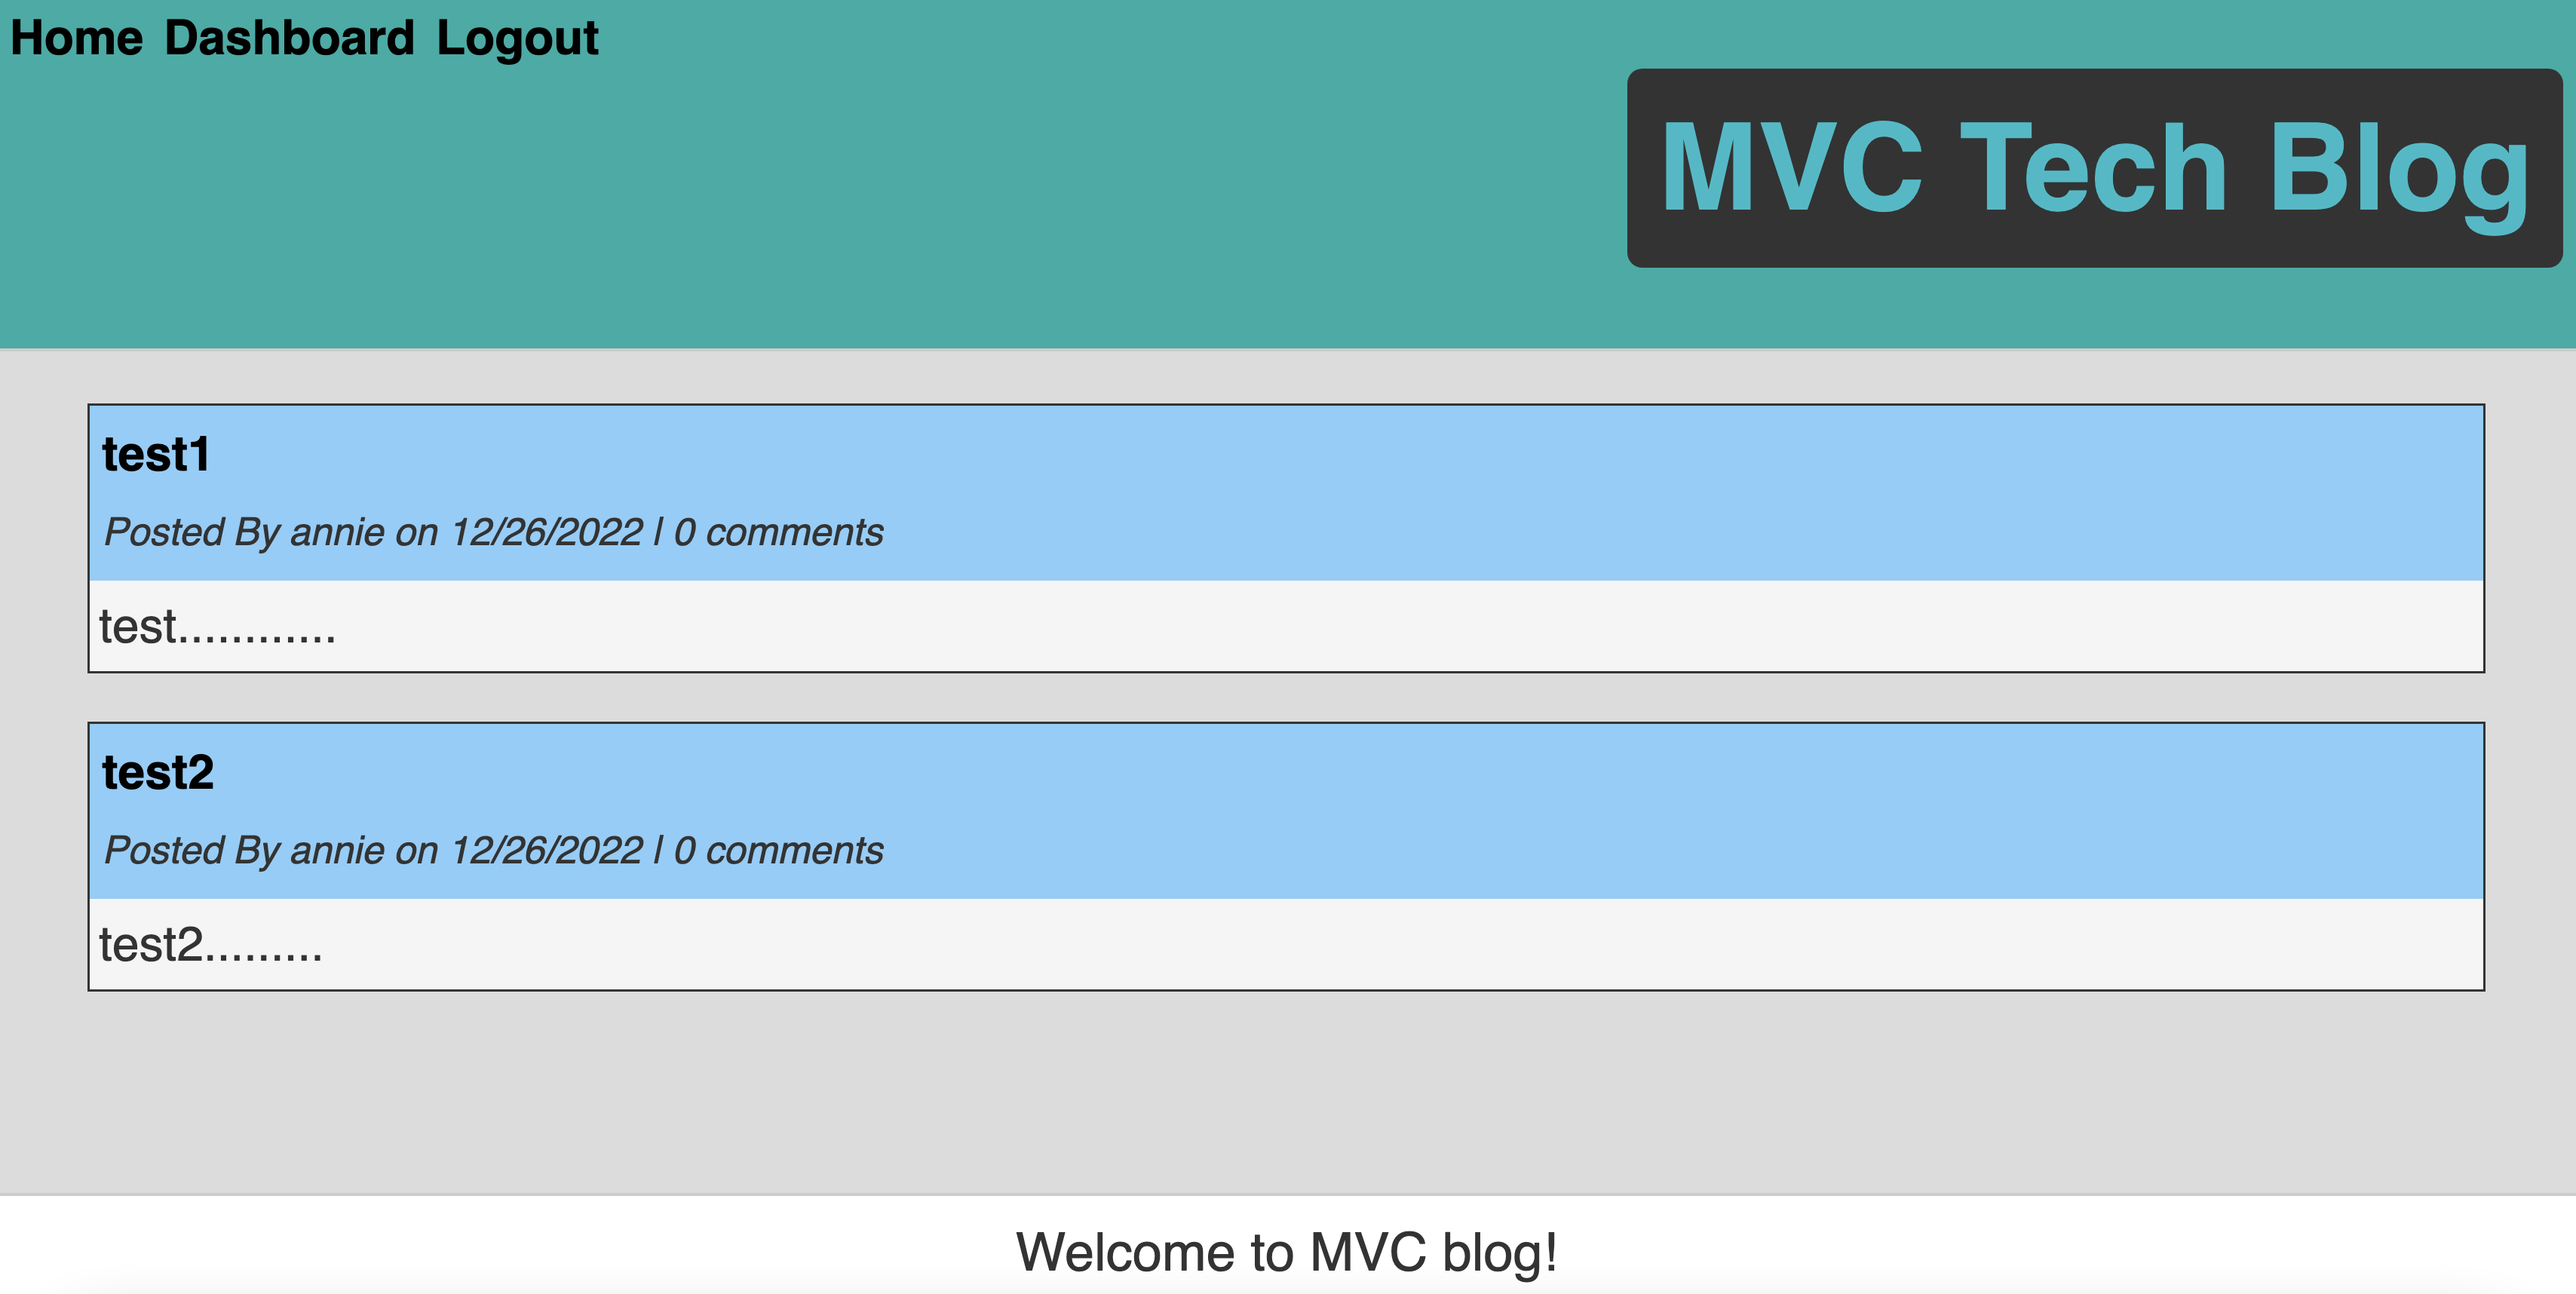 Home Dashboard Logout
MVC Tech Blog
test1
Posted By annie on 12/26/2022 | 0 comments
test............
test2
Posted By annie on 12/26/2022 | 0 comments
test2.........
Welcome to MVC blog!